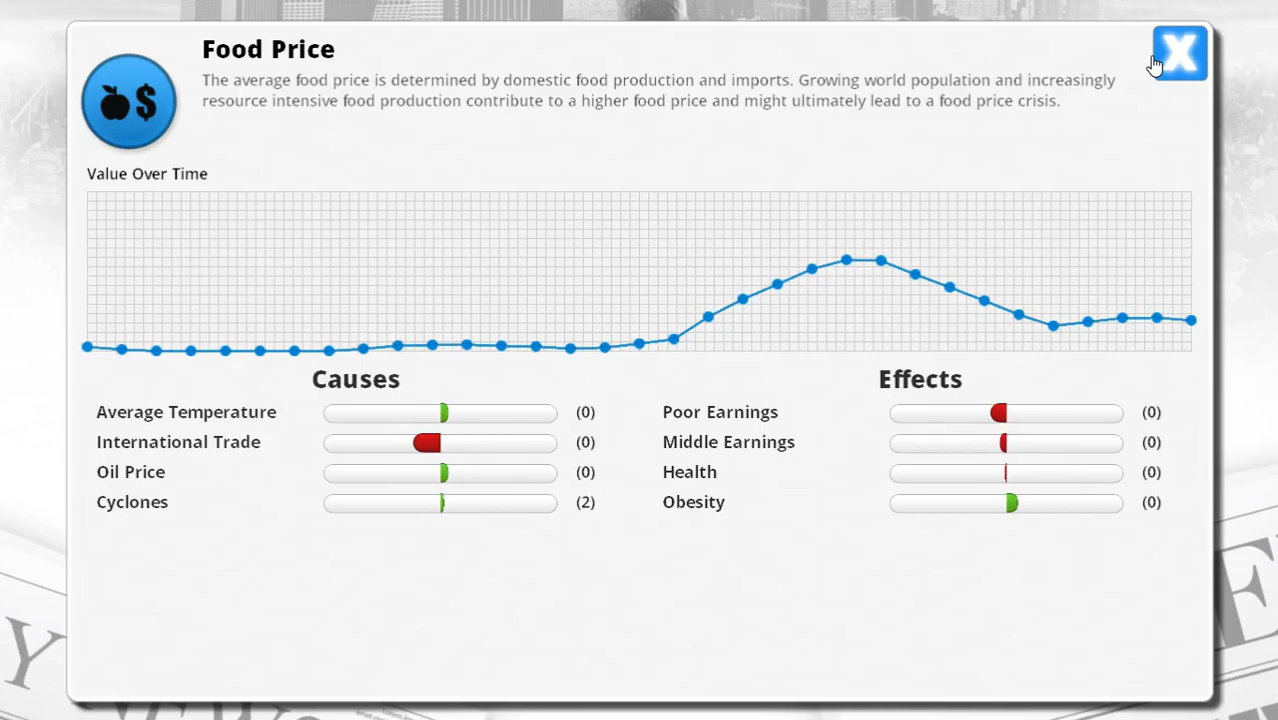 Food Price
The average food price is determined by domestic food production and imports. Growing world population and increasingly
resource intensive food production contribute to a higher food price and might ultimately lead to a food price crisis.
X
$
Value Over Time
Causes
Average Temperature (0)
International Trade (0)
Oil Price (0)
Cyclones (2)
Effects
Poor Earnings (0)
Middle Earnings (0)
Health (0)
Obesity (0)